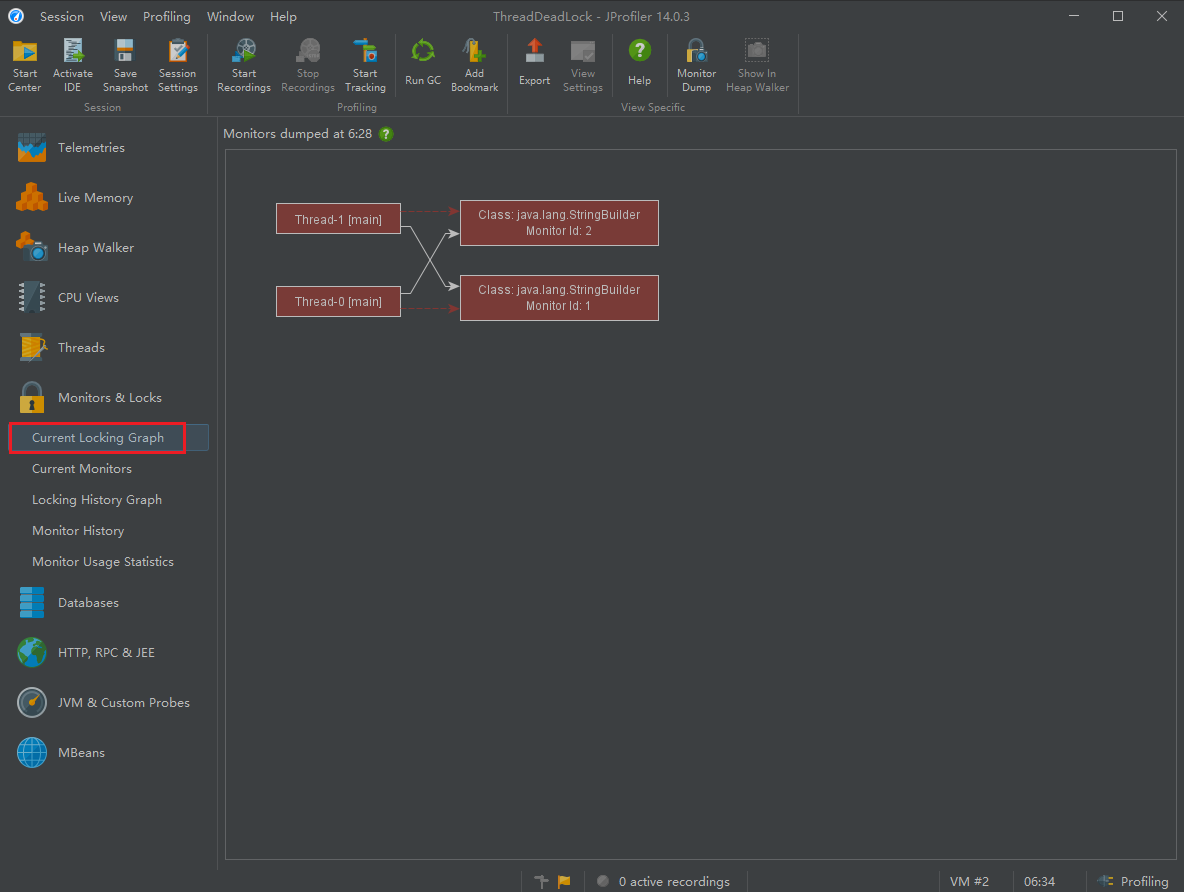 Session View Profiling Window Help ThreadDeadLock - JProfiler 14.0.3
Start Center
Activate IDE
Save Snapshot
Session Settings
Start Recordings
Stop Recordings
Start Tracking
Run GC
Add Bookmark
Export
View Settings
Help
Monitor Dump
Show In Heap Walker
Session Profiling View Specific
Telemetries
Live Memory
Heap Walker
CPU Views
Threads
Monitors & Locks
Current Locking Graph
Current Monitors
Locking History Graph
Monitor History
Monitor Usage Statistics
Databases
HTTP, RPC & JEE
JVM & Custom Probes
MBeans
Monitors dumped at 6:28 ?
Thread-1 [main]
Class: java.lang.StringBuilder
Monitor Id: 2
Thread-0 [main]
Class: java.lang.StringBuilder
Monitor Id: 1
0 active recordings VM #2 06:34 Profiling